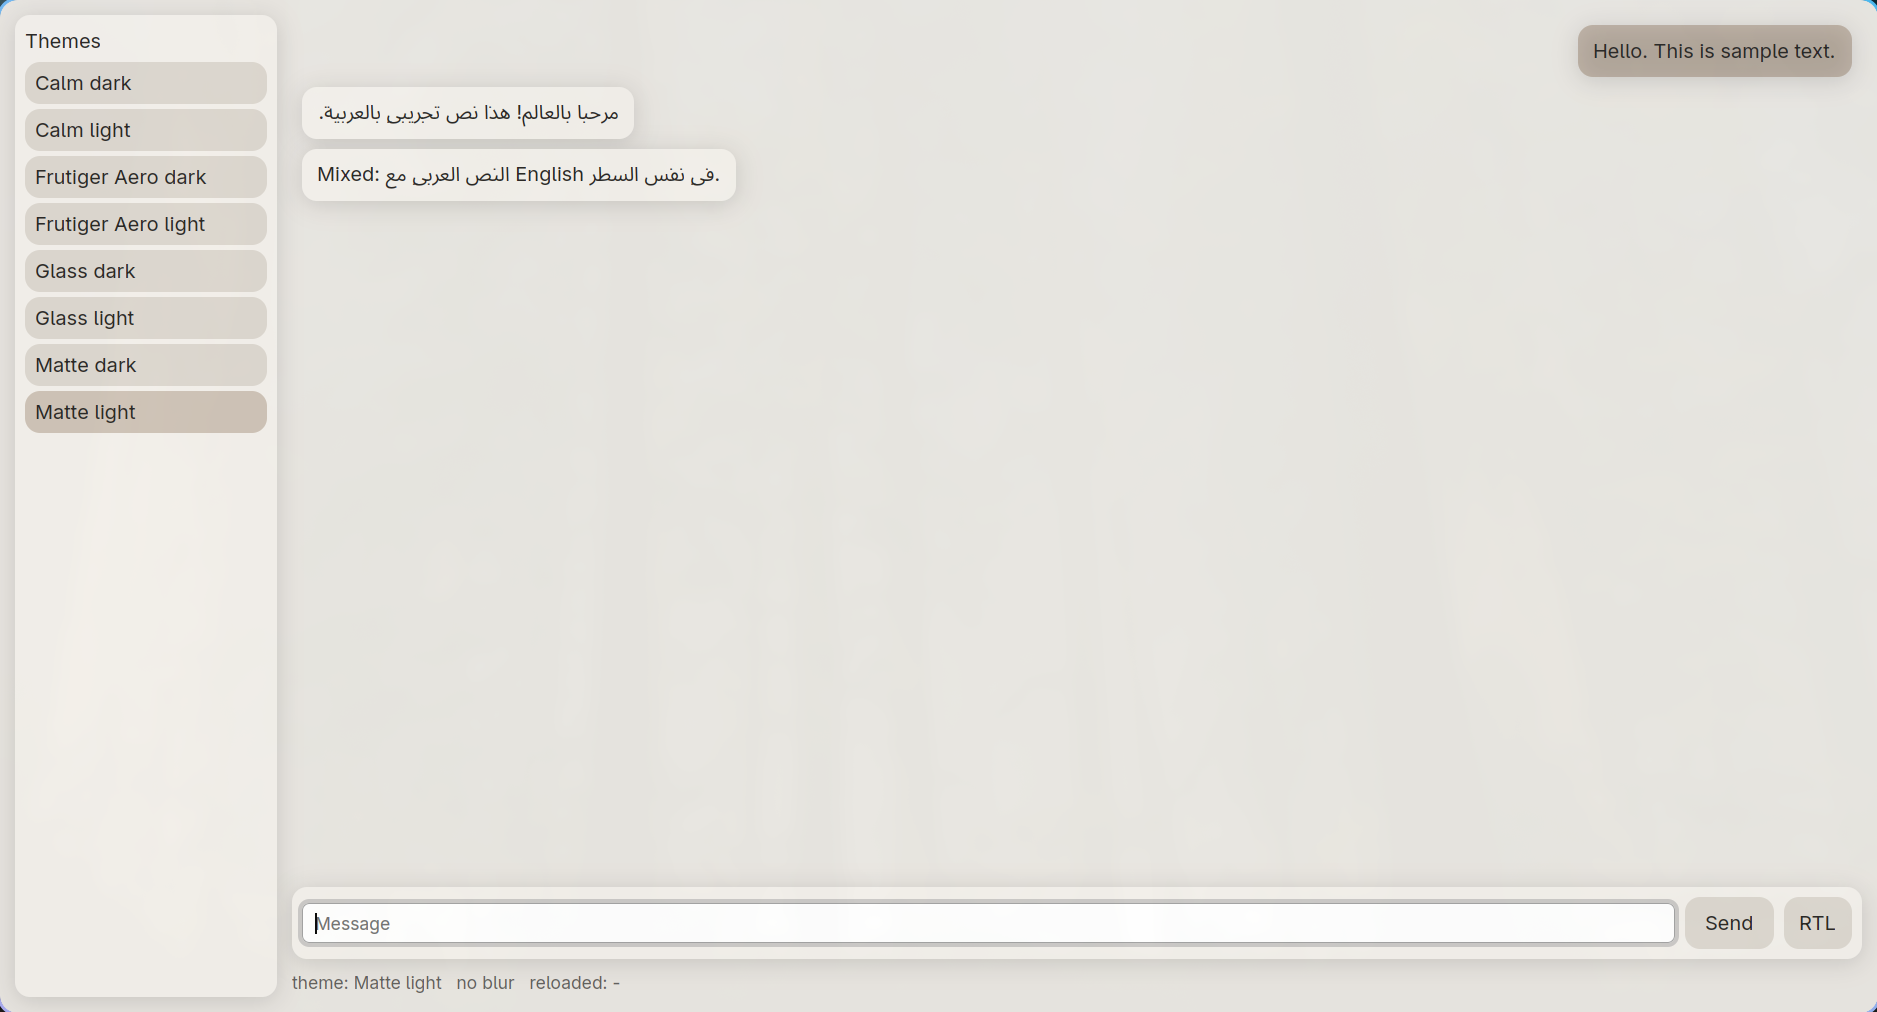 Themes
Calm dark
Calm light
Frutiger Aero dark
Frutiger Aero light
Glass dark
Glass light
Matte dark
Matte light
Hello. This is sample text.
مرحبا بالعالم! هذا نص تجريبي بالعربية.
Mixed: النص العربي مع English في نفس السطر.
Message
Send
RTL
theme: Matte light no blur reloaded: -